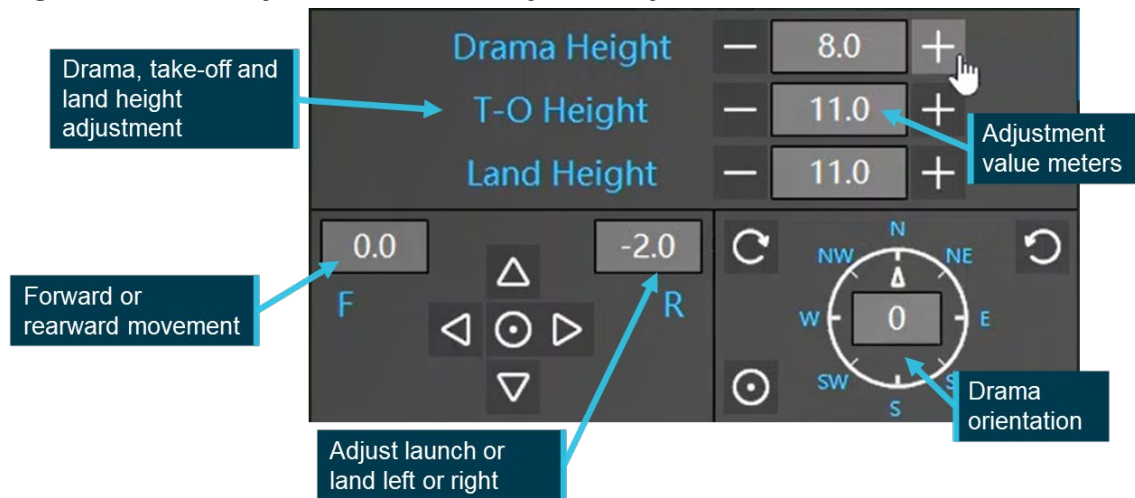 Drama Height — 8.0 +
T-O Height — 11.0 +
Land Height — 11.0 +
Drama, take-off and
land height
adjustment
Adjustment
value meters
0.0
F
-2.0
R
N
NW
NE
W
0
E
SW
S
Forward or
rearward movement
Adjust launch or
land left or right
Drama
orientation